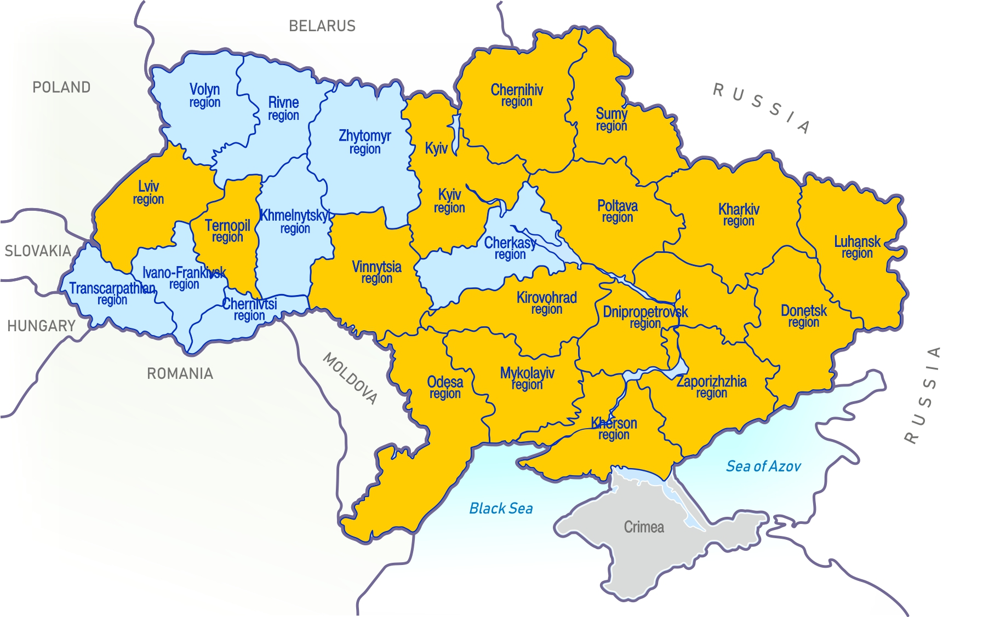 BELARUS
POLAND
RUSSIA
Volyn
region
Rivne
region
Chernihiv
region
Sumy
region
Zhytomyr
region
Kyiv
Lviv
region
Kyiv
region
Poltava
region
Kharkiv
region
Khmelnytskyi
region
Ternopil
region
Cherkasy
region
Luhansk
region
SLOVAKIA
Vinnytsia
region
Ivano-Frankivsk
region
Transcarpathian
region
Kirovohrad
region
Chernivtsi
region
Dnipropetrovsk
region
Donetsk
region
HUNGARY
ROMANIA
MOLDOVA
Odesa
region
Mykolayiv
region
Zaporizhzhia
region
RUSSIA
Kherson
region
Sea of Azov
Black Sea
Crimea